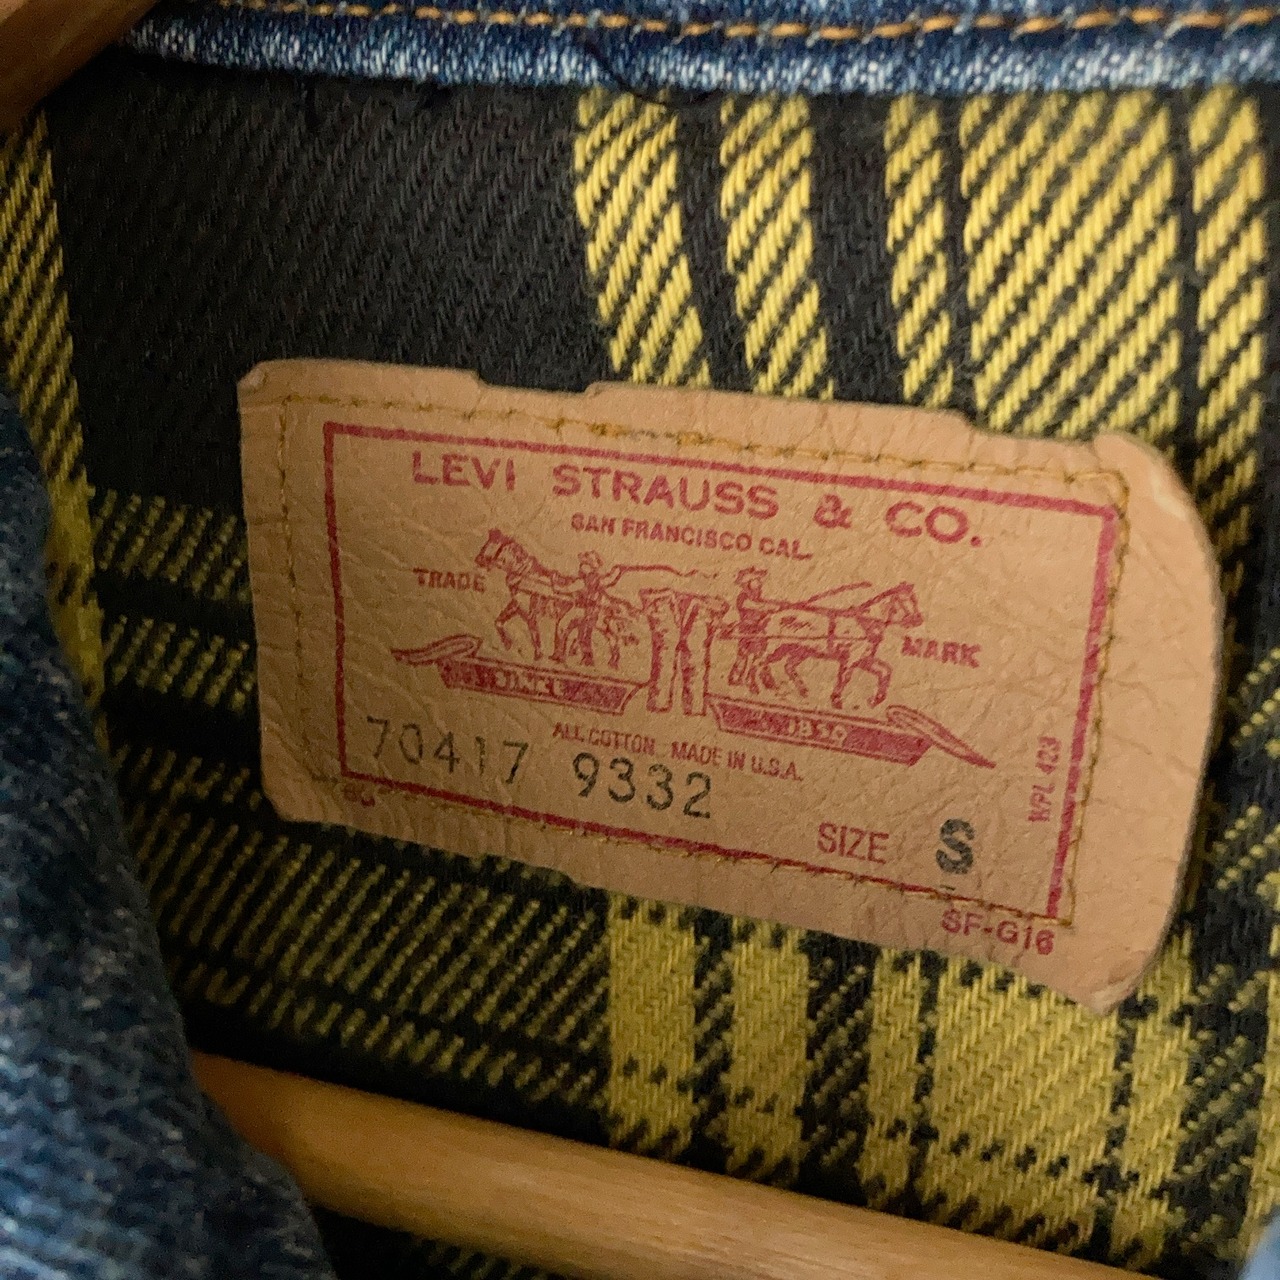 LEVI STRAUSS & CO.
SAN FRANCISCO CAL.
TRADE MARK
ALL COTTON MADE IN U.S.A.
70417 9332
SIZE S
WPL 423
SF-G16